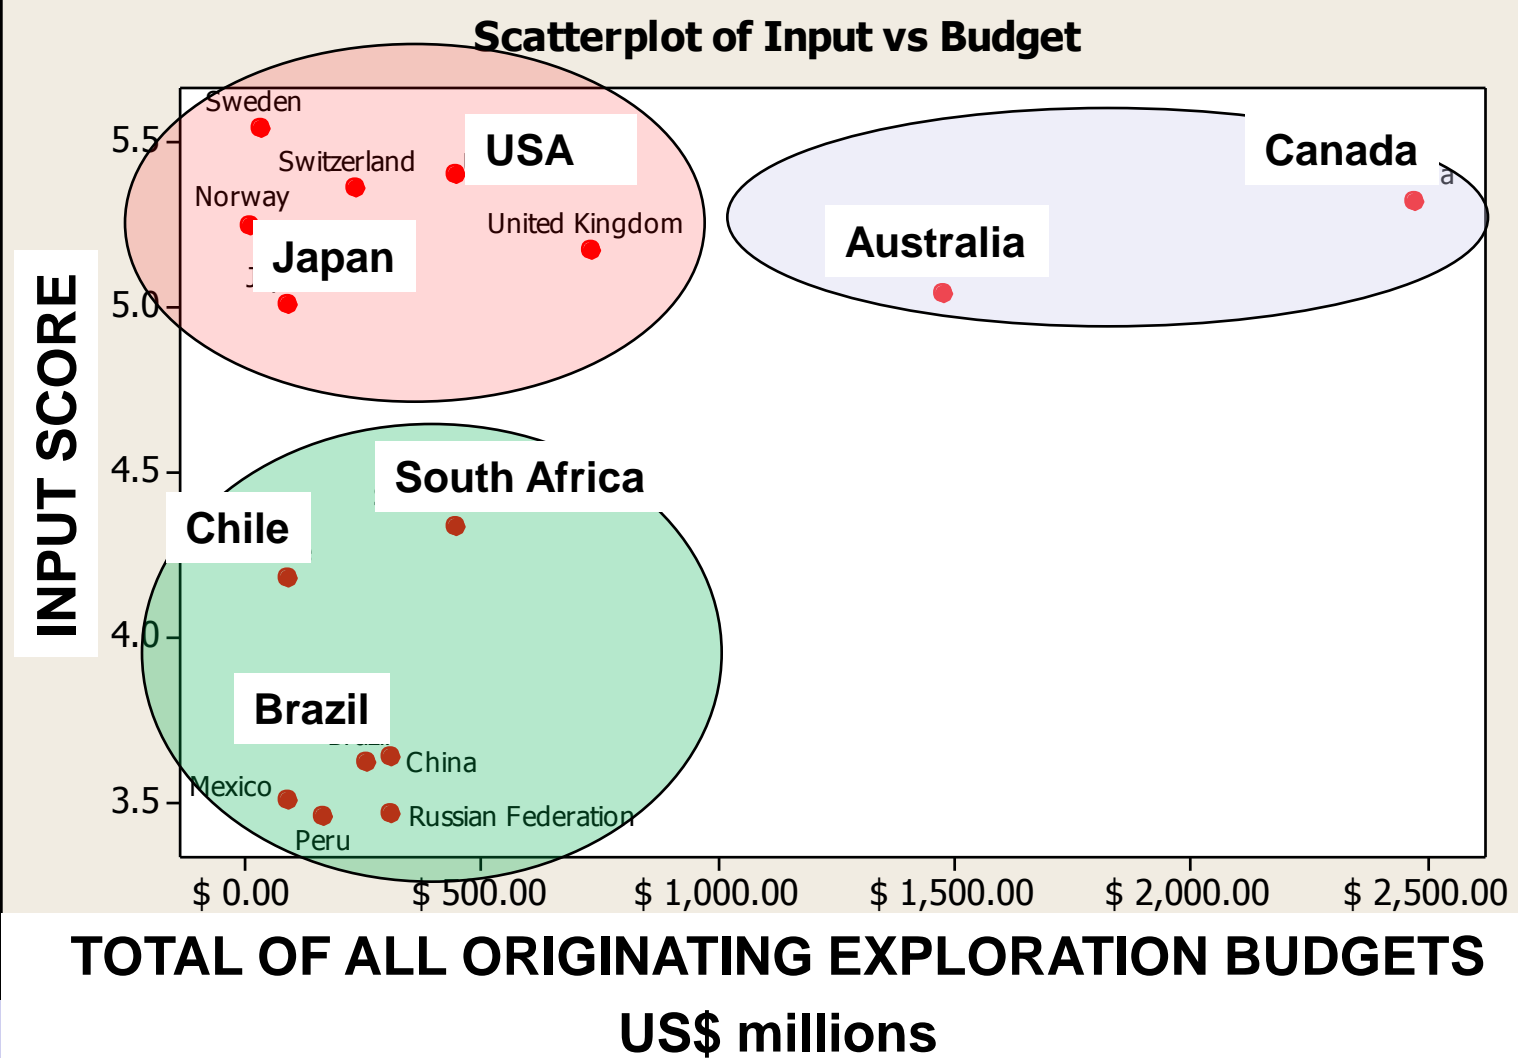 Scatterplot of Input vs Budget
Sweden
5.5
USA
Canada
Switzerland
a
Norway
United Kingdom
Australia
Japan
5.0
INPUT SCORE
4.5
South Africa
Chile
4.0
Brazil
China
Mexico
3.5
Russian Federation
Peru
$ 0.00 $ 500.00 $ 1,000.00 $ 1,500.00 $ 2,000.00 $ 2,500.00
TOTAL OF ALL ORIGINATING EXPLORATION BUDGETS
US$ millions